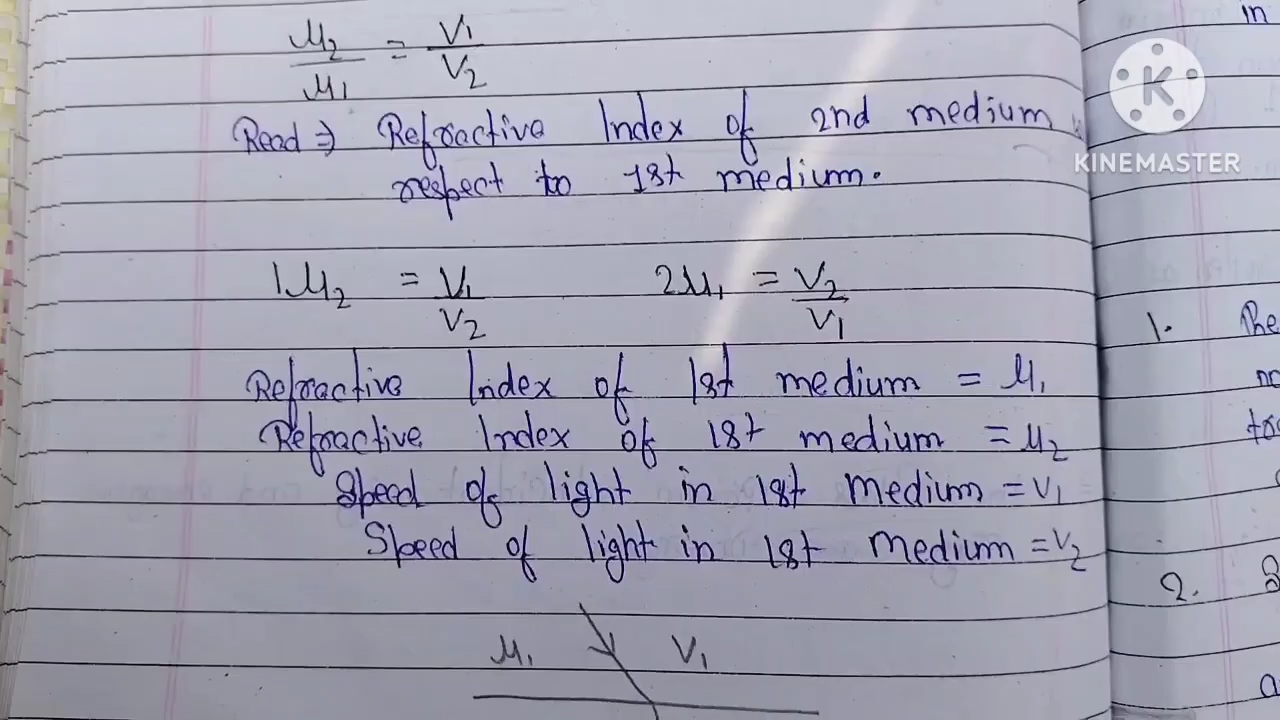 in
μ2/μ1 = V1/V2
KINEMASTER
Read ⇒ Refractive Index of 2nd medium
respect to 1st medium.
1μ2 = V1/V2 2μ1 = V2/V1
1.
Refractive Index of 1st medium = μ1
Refractive Index of 1st medium = μ2
Speed of light in 1st medium = V1
Speed of light in 1st medium = V2
2.
μ1 V1